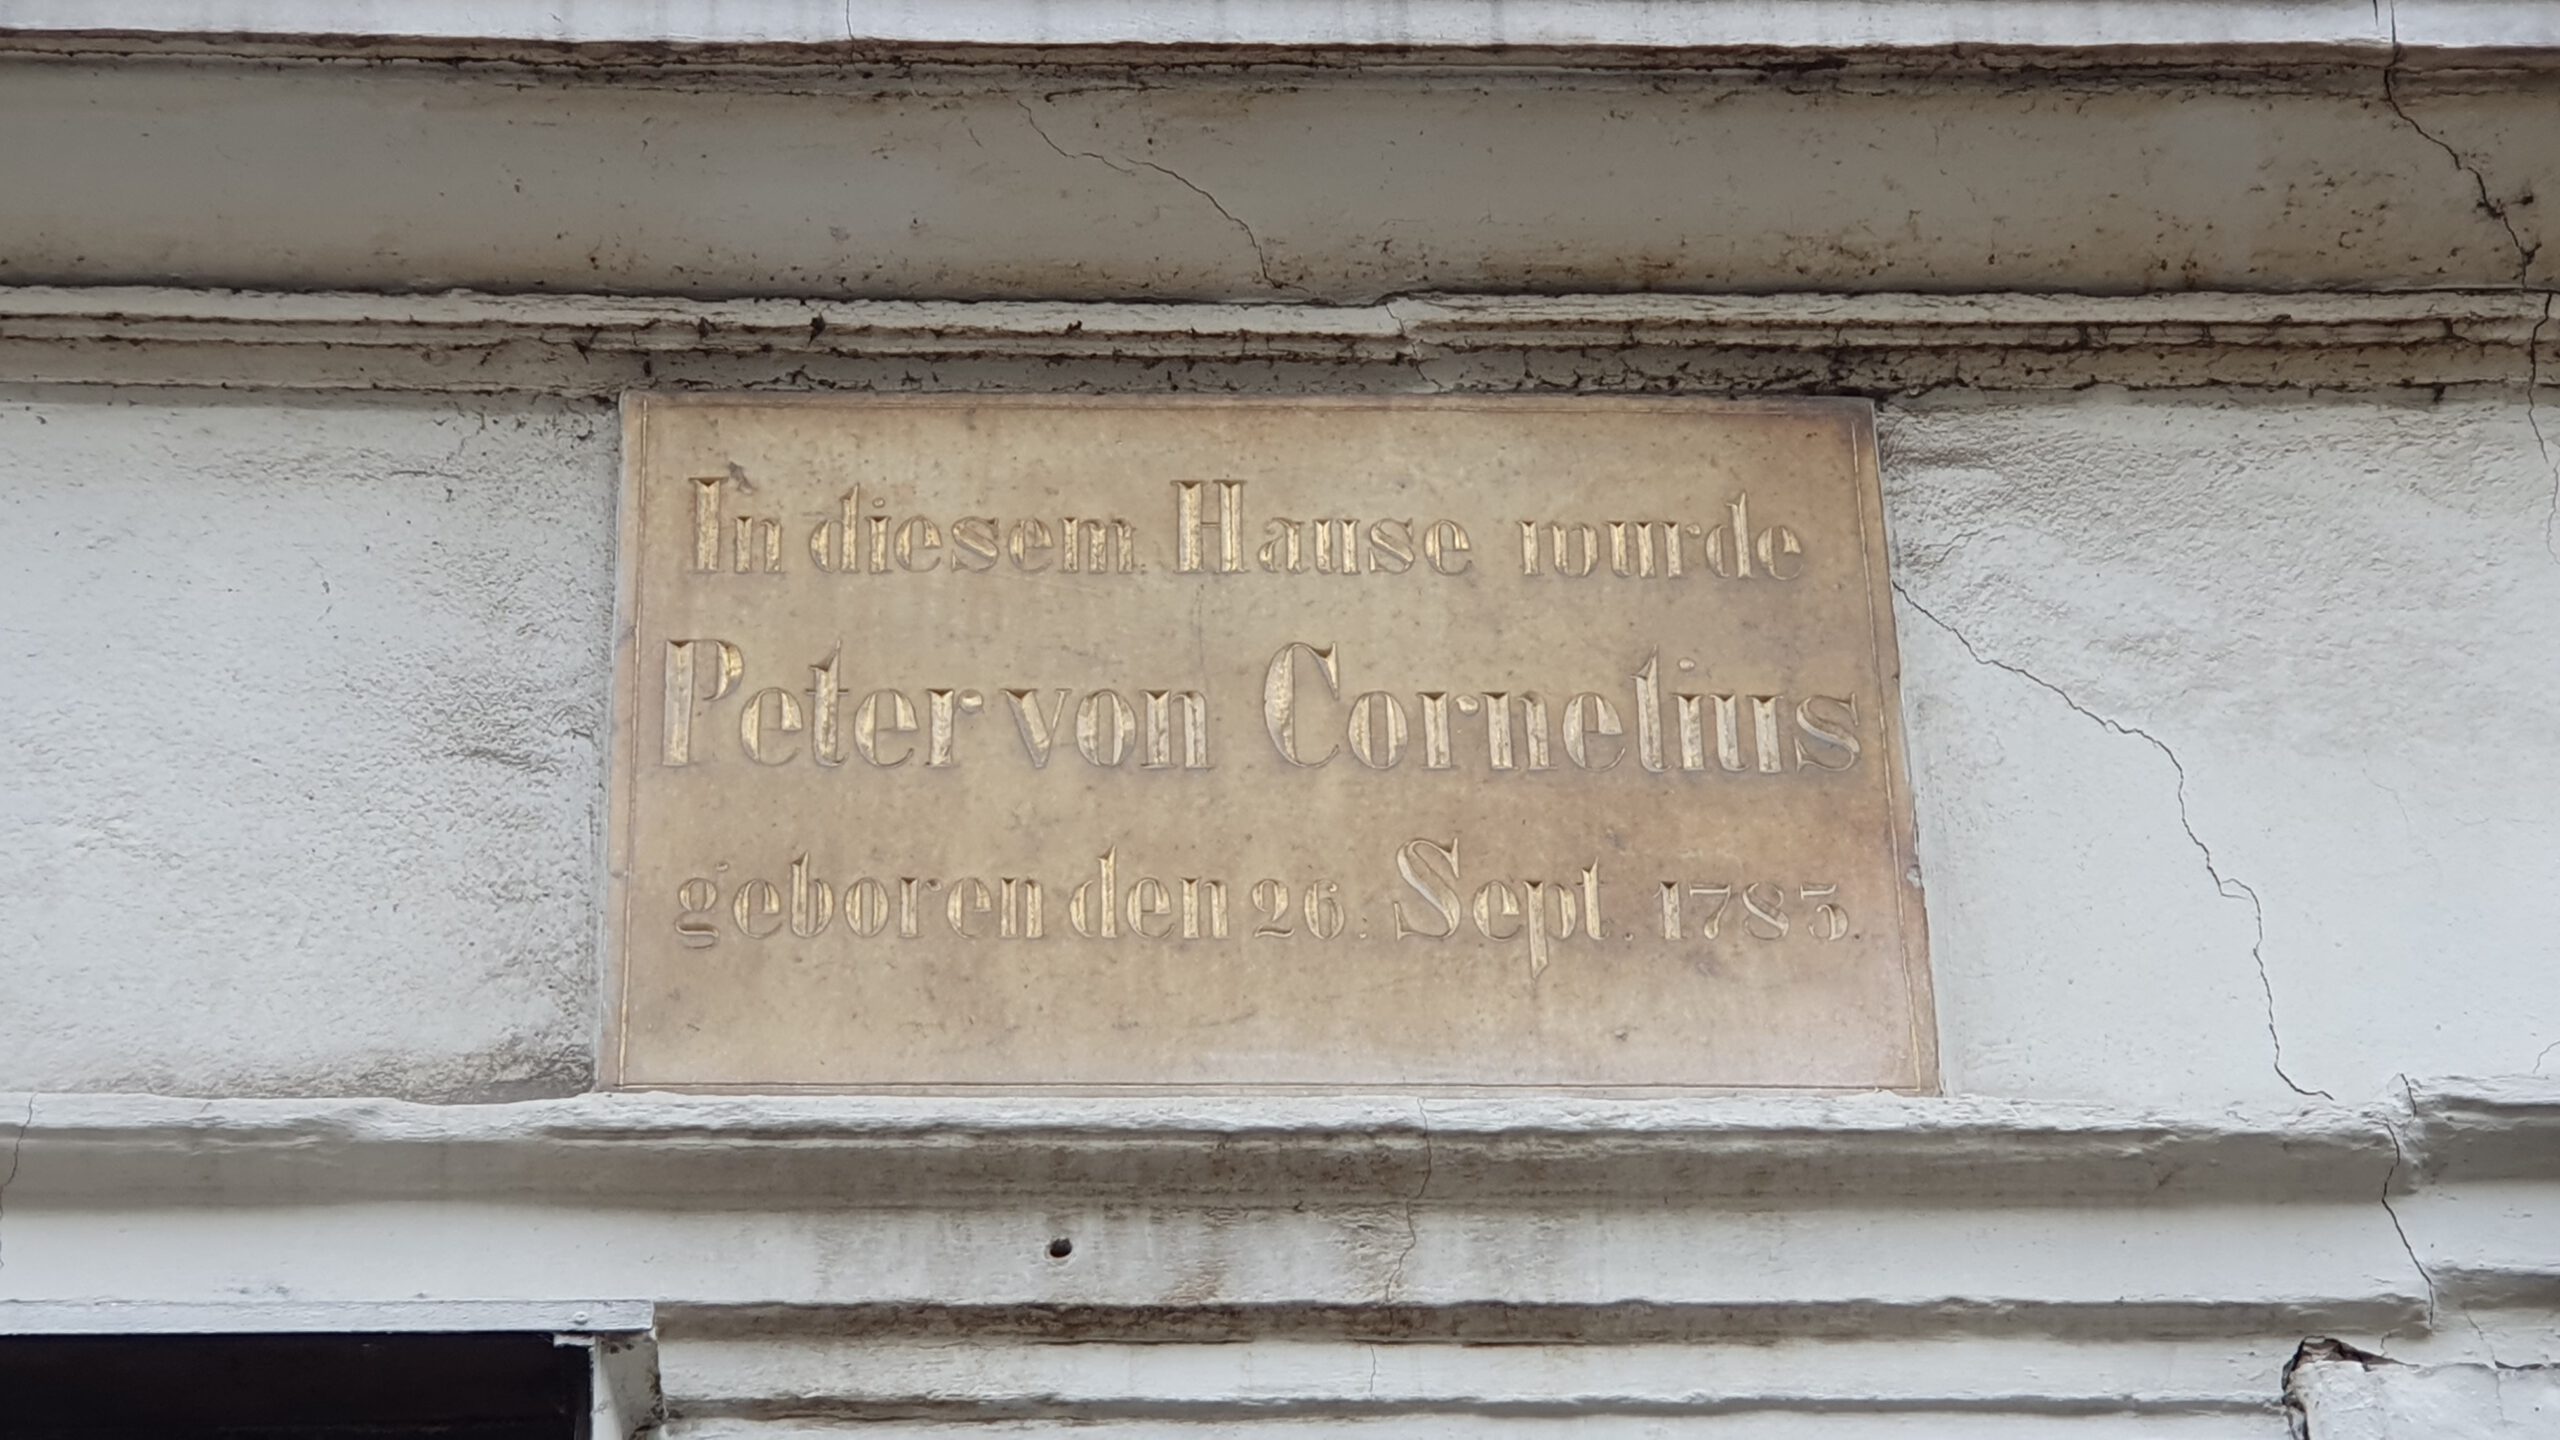 In diesem Hause wurde
Peter von Cornelius
geboren den 26. Sept. 1783.